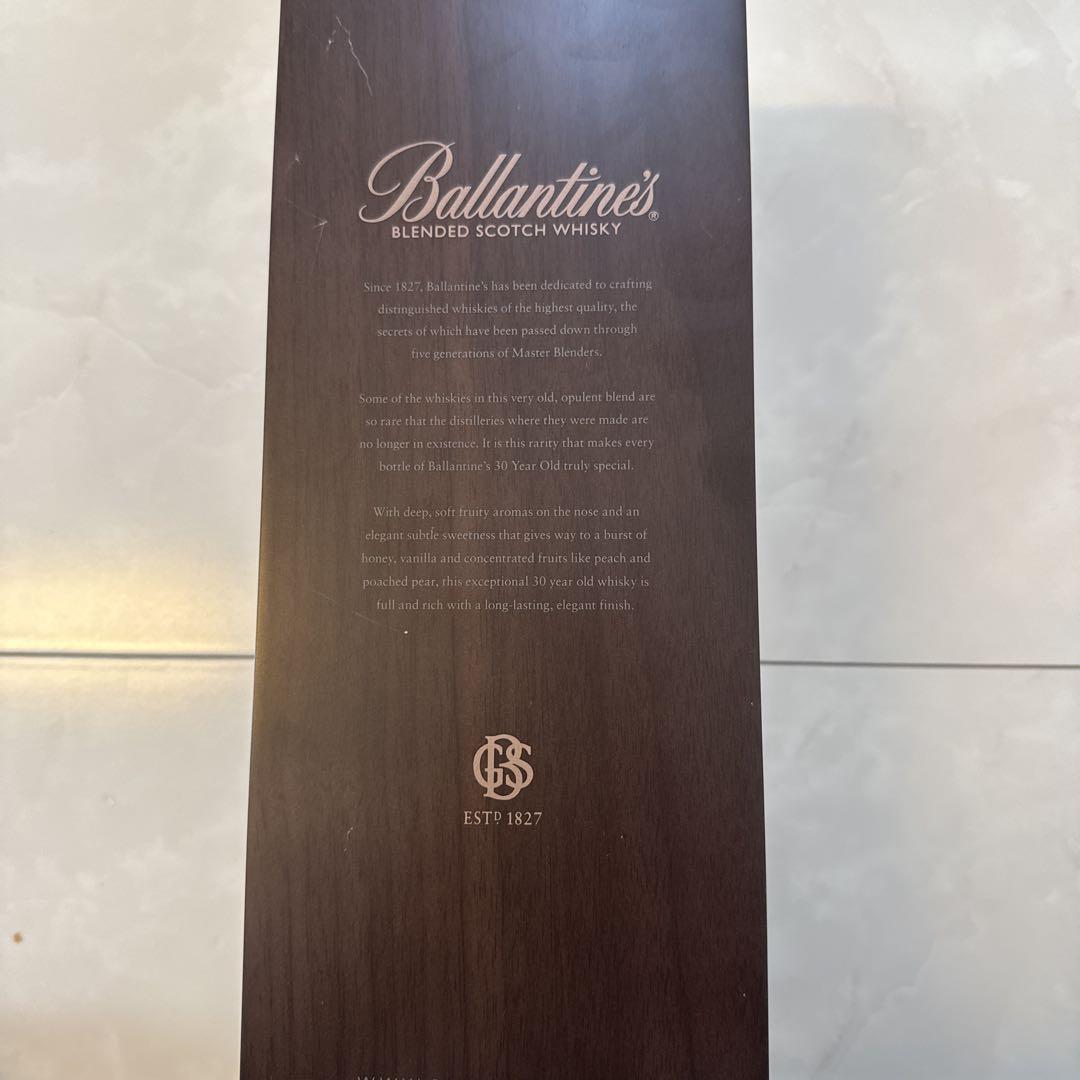 Ballantine's®
BLENDED SCOTCH WHISKY
Since 1827, Ballantine's has been dedicated to crafting
distinguished whiskies of the highest quality, the
secrets of which have been passed down through
five generations of Master Blenders.
Some of the whiskies in this very old, opulent blend are
so rare that the distilleries where they were made are
no longer in existence. It is this rarity that makes every
bottle of Ballantine's 30 Year Old truly special.
With deep, soft fruity aromas on the nose and an
elegant subtle sweetness that gives way to a burst of
honey, vanilla and concentrated fruits like peach and
poached pear, this exceptional 30 year old whisky is
full and rich with a long-lasting, elegant finish.
GBS
ESTD 1827